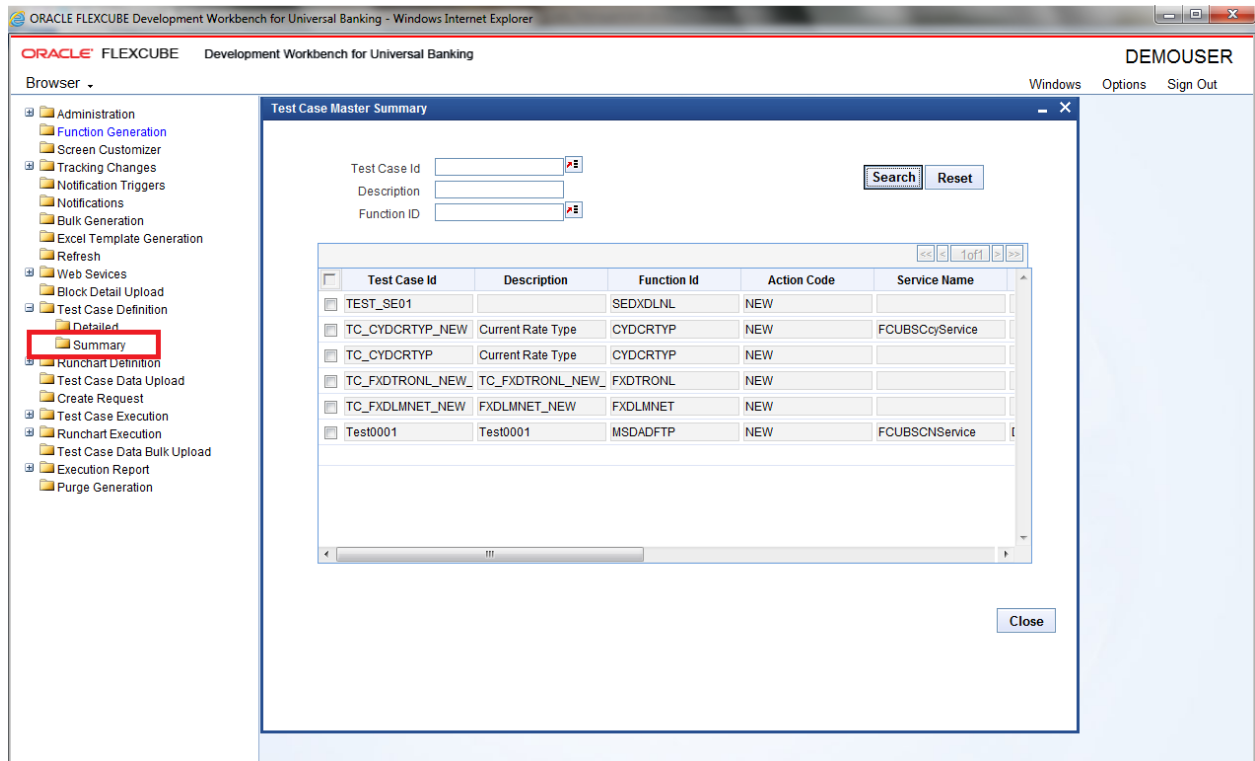 ORACLE FLEXCUBE Development Workbench for Universal Banking - Windows Internet Explorer
ORACLE FLEXCUBE Development Workbench for Universal Banking
DEMOUSER
Browser
Windows Options Sign Out
Administration
Function Generation
Screen Customizer
Tracking Changes
Notification Triggers
Notifications
Bulk Generation
Excel Template Generation
Refresh
Web Sevices
Block Detail Upload
Test Case Definition
Detailed
Summary
Runchart Definition
Test Case Data Upload
Create Request
Test Case Execution
Runchart Execution
Test Case Data Bulk Upload
Execution Report
Purge Generation
Test Case Master Summary
Test Case Id
Description
Function ID
Search Reset
<< < 1of1 > >>
Test Case Id Description Function Id Action Code Service Name
TEST_SE01 SEDXDLNL NEW
TC_CYDCRTYP_NEW Current Rate Type CYDCRTYP NEW FCUBSCcyService
TC_CYDCRTYP Current Rate Type CYDCRTYP NEW
TC_FXDTRONL_NEW_ TC_FXDTRONL_NEW_ FXDTRONL NEW
TC_FXDLMNET_NEW FXDLMNET_NEW FXDLMNET NEW
Test0001 Test0001 MSDADFTP NEW FCUBSCNService
Close